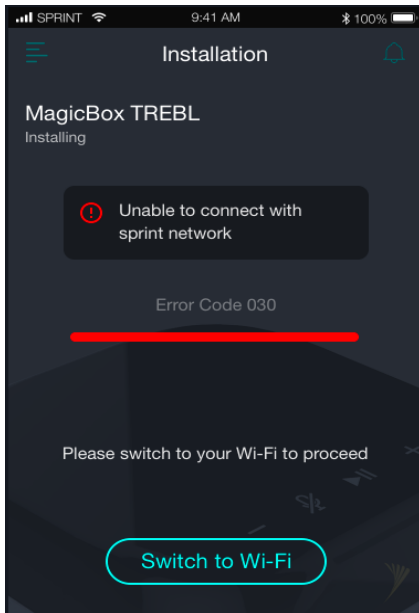 SPRINT 9:41 AM 100%
Installation
MagicBox TREBL
Installing
Unable to connect with
sprint network
Error Code 030
Please switch to your Wi-Fi to proceed
Switch to Wi-Fi